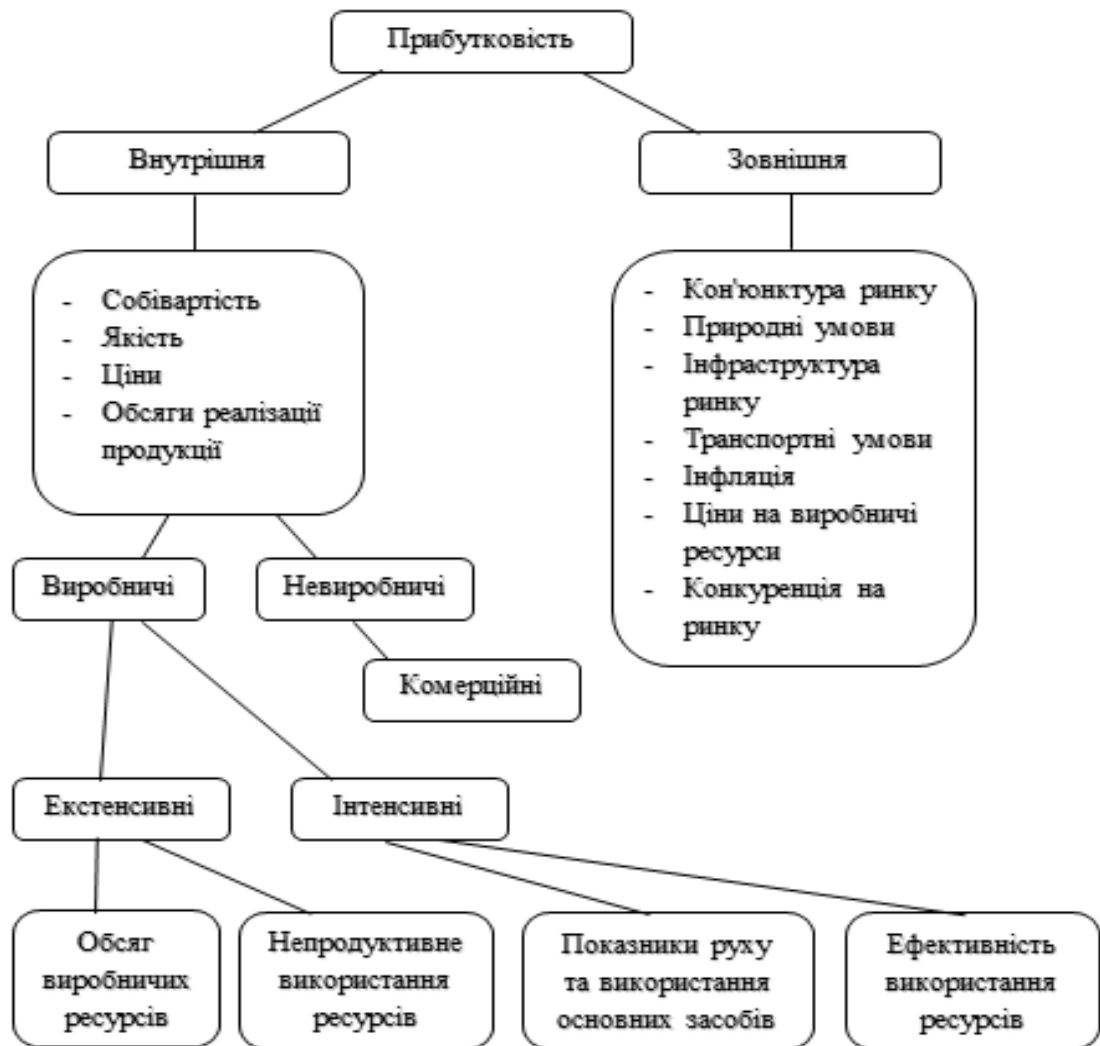 Прибутковість
Внутрішня
Зовнішня
- Собівартість
- Якість
- Ціни
- Обсяги реалізації
продукції
- Кон'юнктура ринку
- Природні умови
- Інфраструктура
ринку
- Транспортні умови
- Інфляція
- Ціни на виробничі
ресурси
- Конкуренція на
ринку
Виробничі
Невиробничі
Комерційні
Екстенсивні
Інтенсивні
Обсяг
виробничих
ресурсів
Непродуктивне
використання
ресурсів
Показники руху
та використання
основних засобів
Ефективність
використання
ресурсів